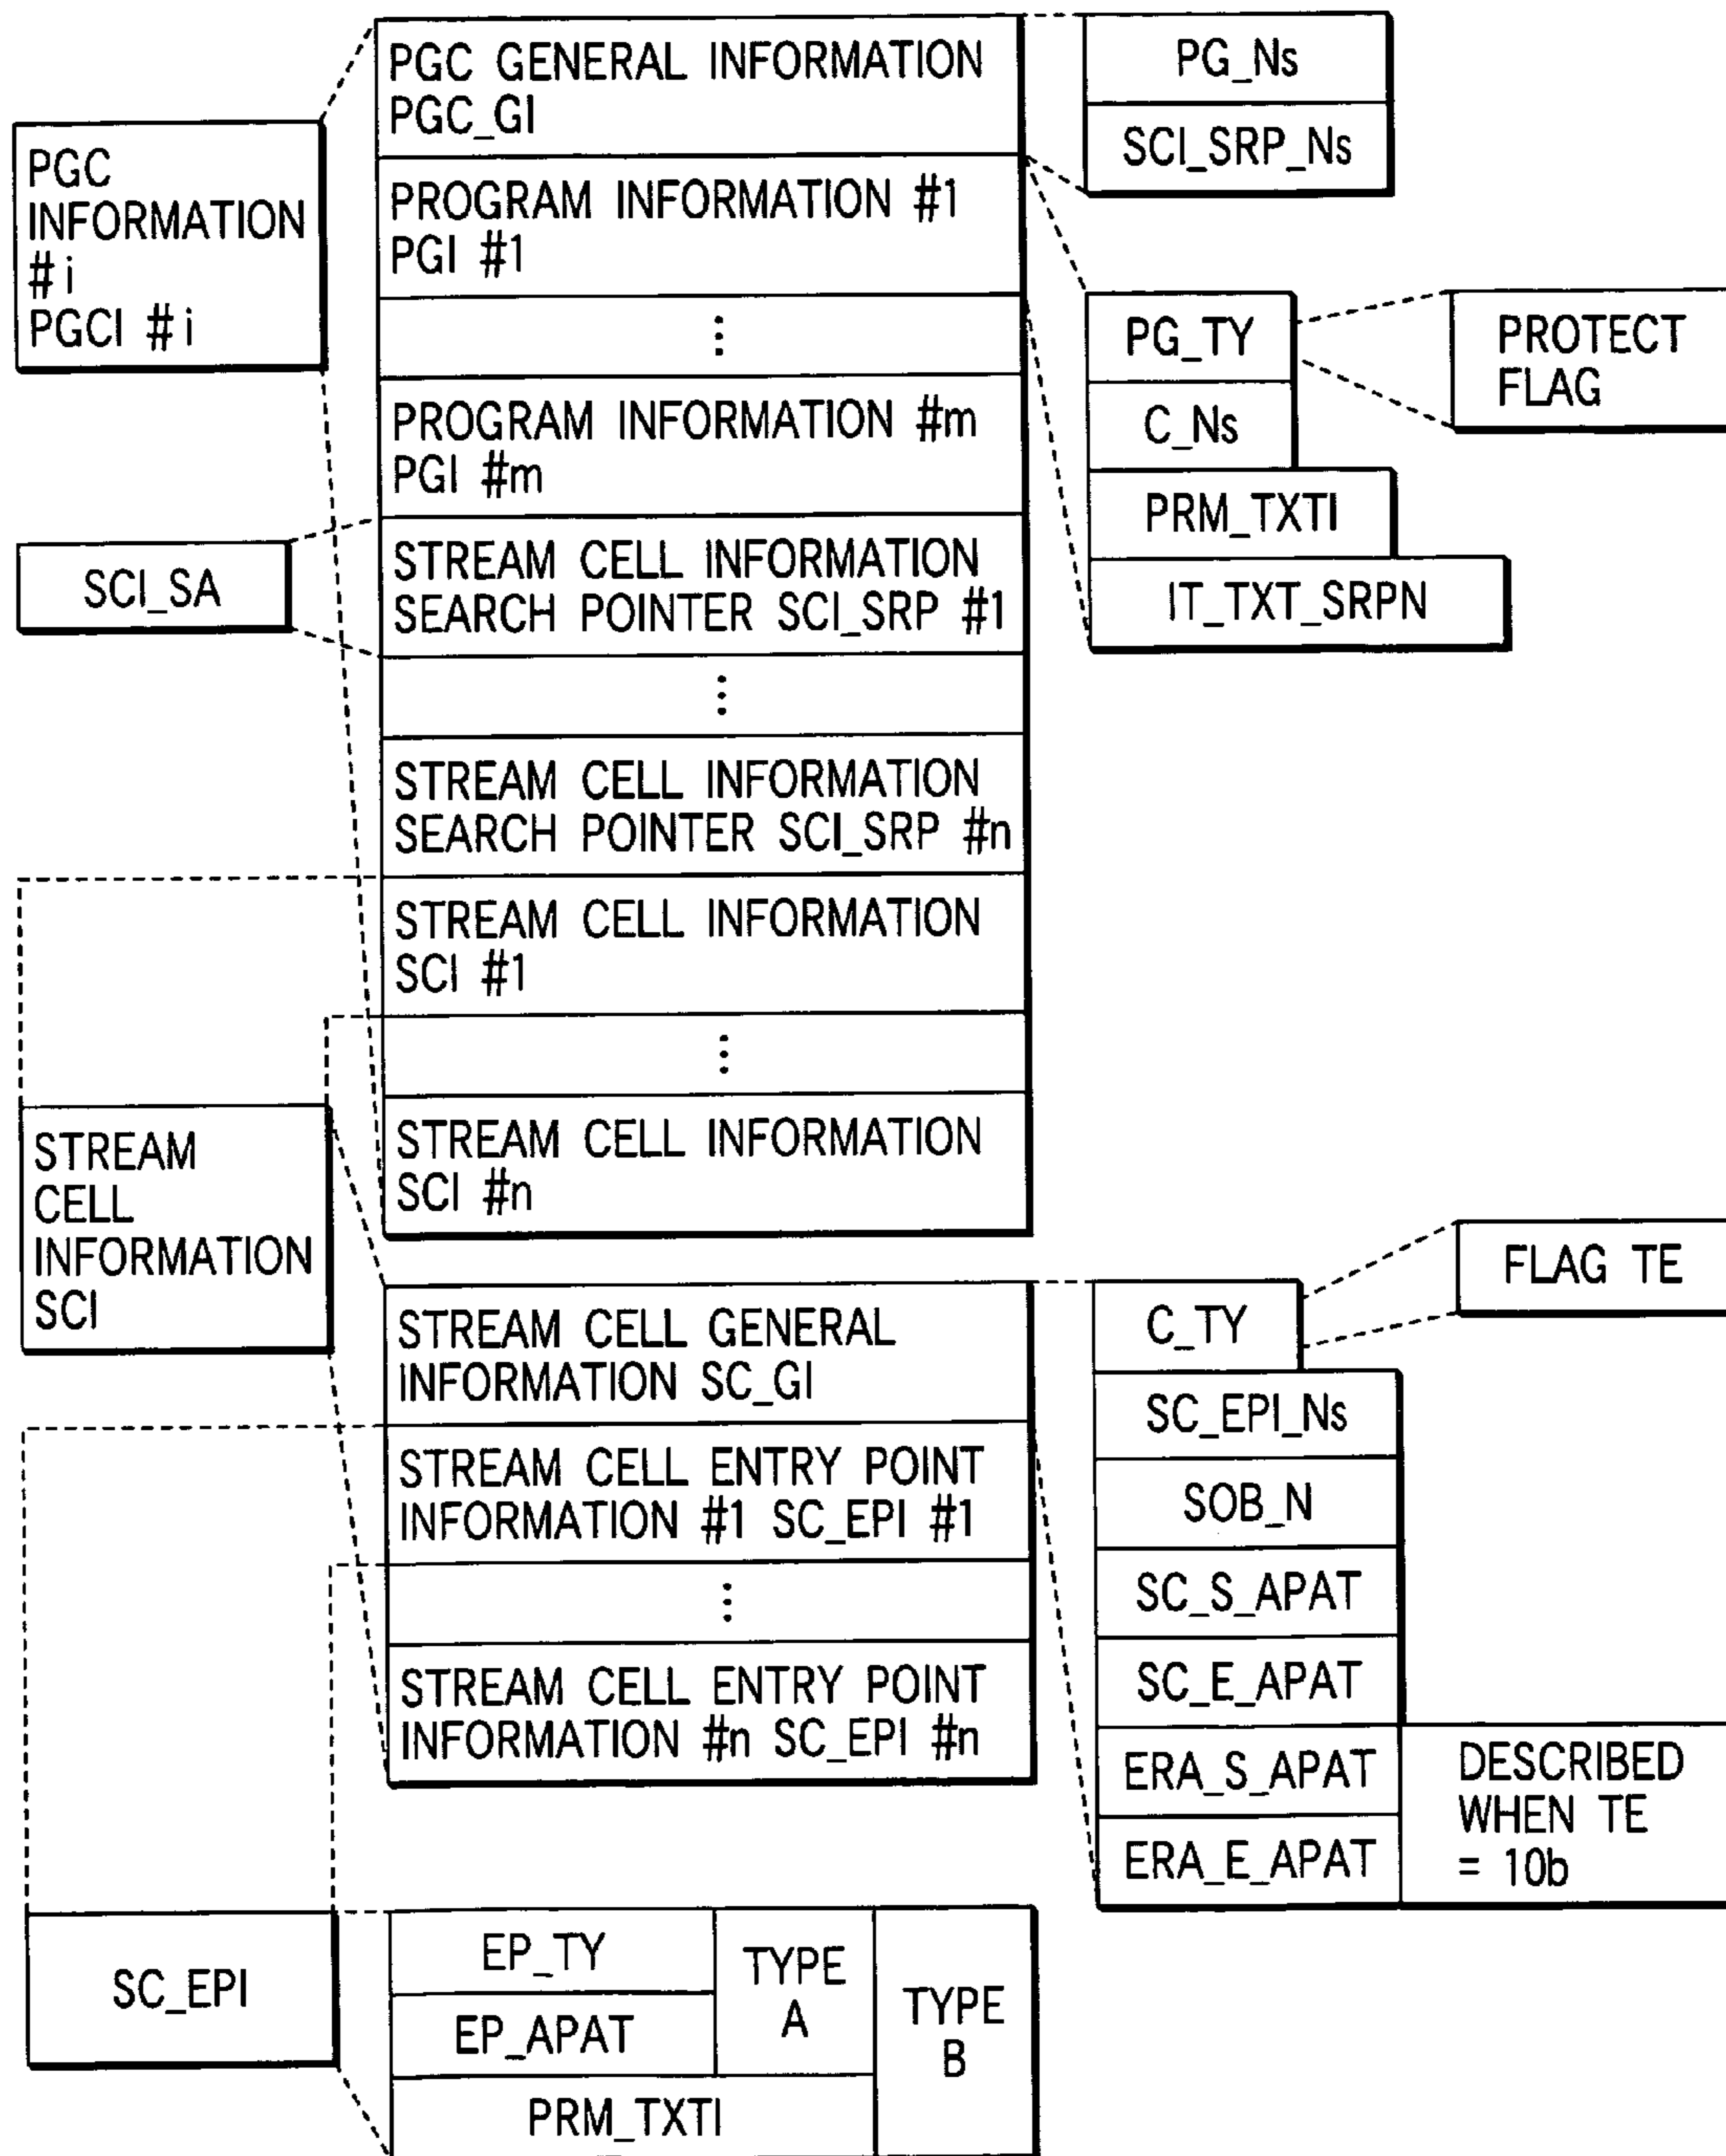 PGC
INFORMATION
# i
PGCI # i
PGC GENERAL INFORMATION
PGC_GI
PROGRAM INFORMATION #1
PGI #1
⋮
PROGRAM INFORMATION #m
PGI #m
STREAM CELL INFORMATION
SEARCH POINTER SCI_SRP #1
⋮
STREAM CELL INFORMATION
SEARCH POINTER SCI_SRP #n
STREAM CELL INFORMATION
SCI #1
⋮
STREAM CELL INFORMATION
SCI #n
PG_Ns
SCI_SRP_Ns
PG_TY
C_Ns
PRM_TXTI
IT_TXT_SRPN
PROTECT
FLAG
SCI_SA
STREAM
CELL
INFORMATION
SCI
STREAM CELL GENERAL
INFORMATION SC_GI
STREAM CELL ENTRY POINT
INFORMATION #1 SC_EPI #1
⋮
STREAM CELL ENTRY POINT
INFORMATION #n SC_EPI #n
C_TY
SC_EPI_Ns
SOB_N
SC_S_APAT
SC_E_APAT
ERA_S_APAT
ERA_E_APAT
FLAG TE
DESCRIBED
WHEN TE
= 10b
SC_EPI
EP_TY
EP_APAT
PRM_TXTI
TYPE
A
TYPE
B